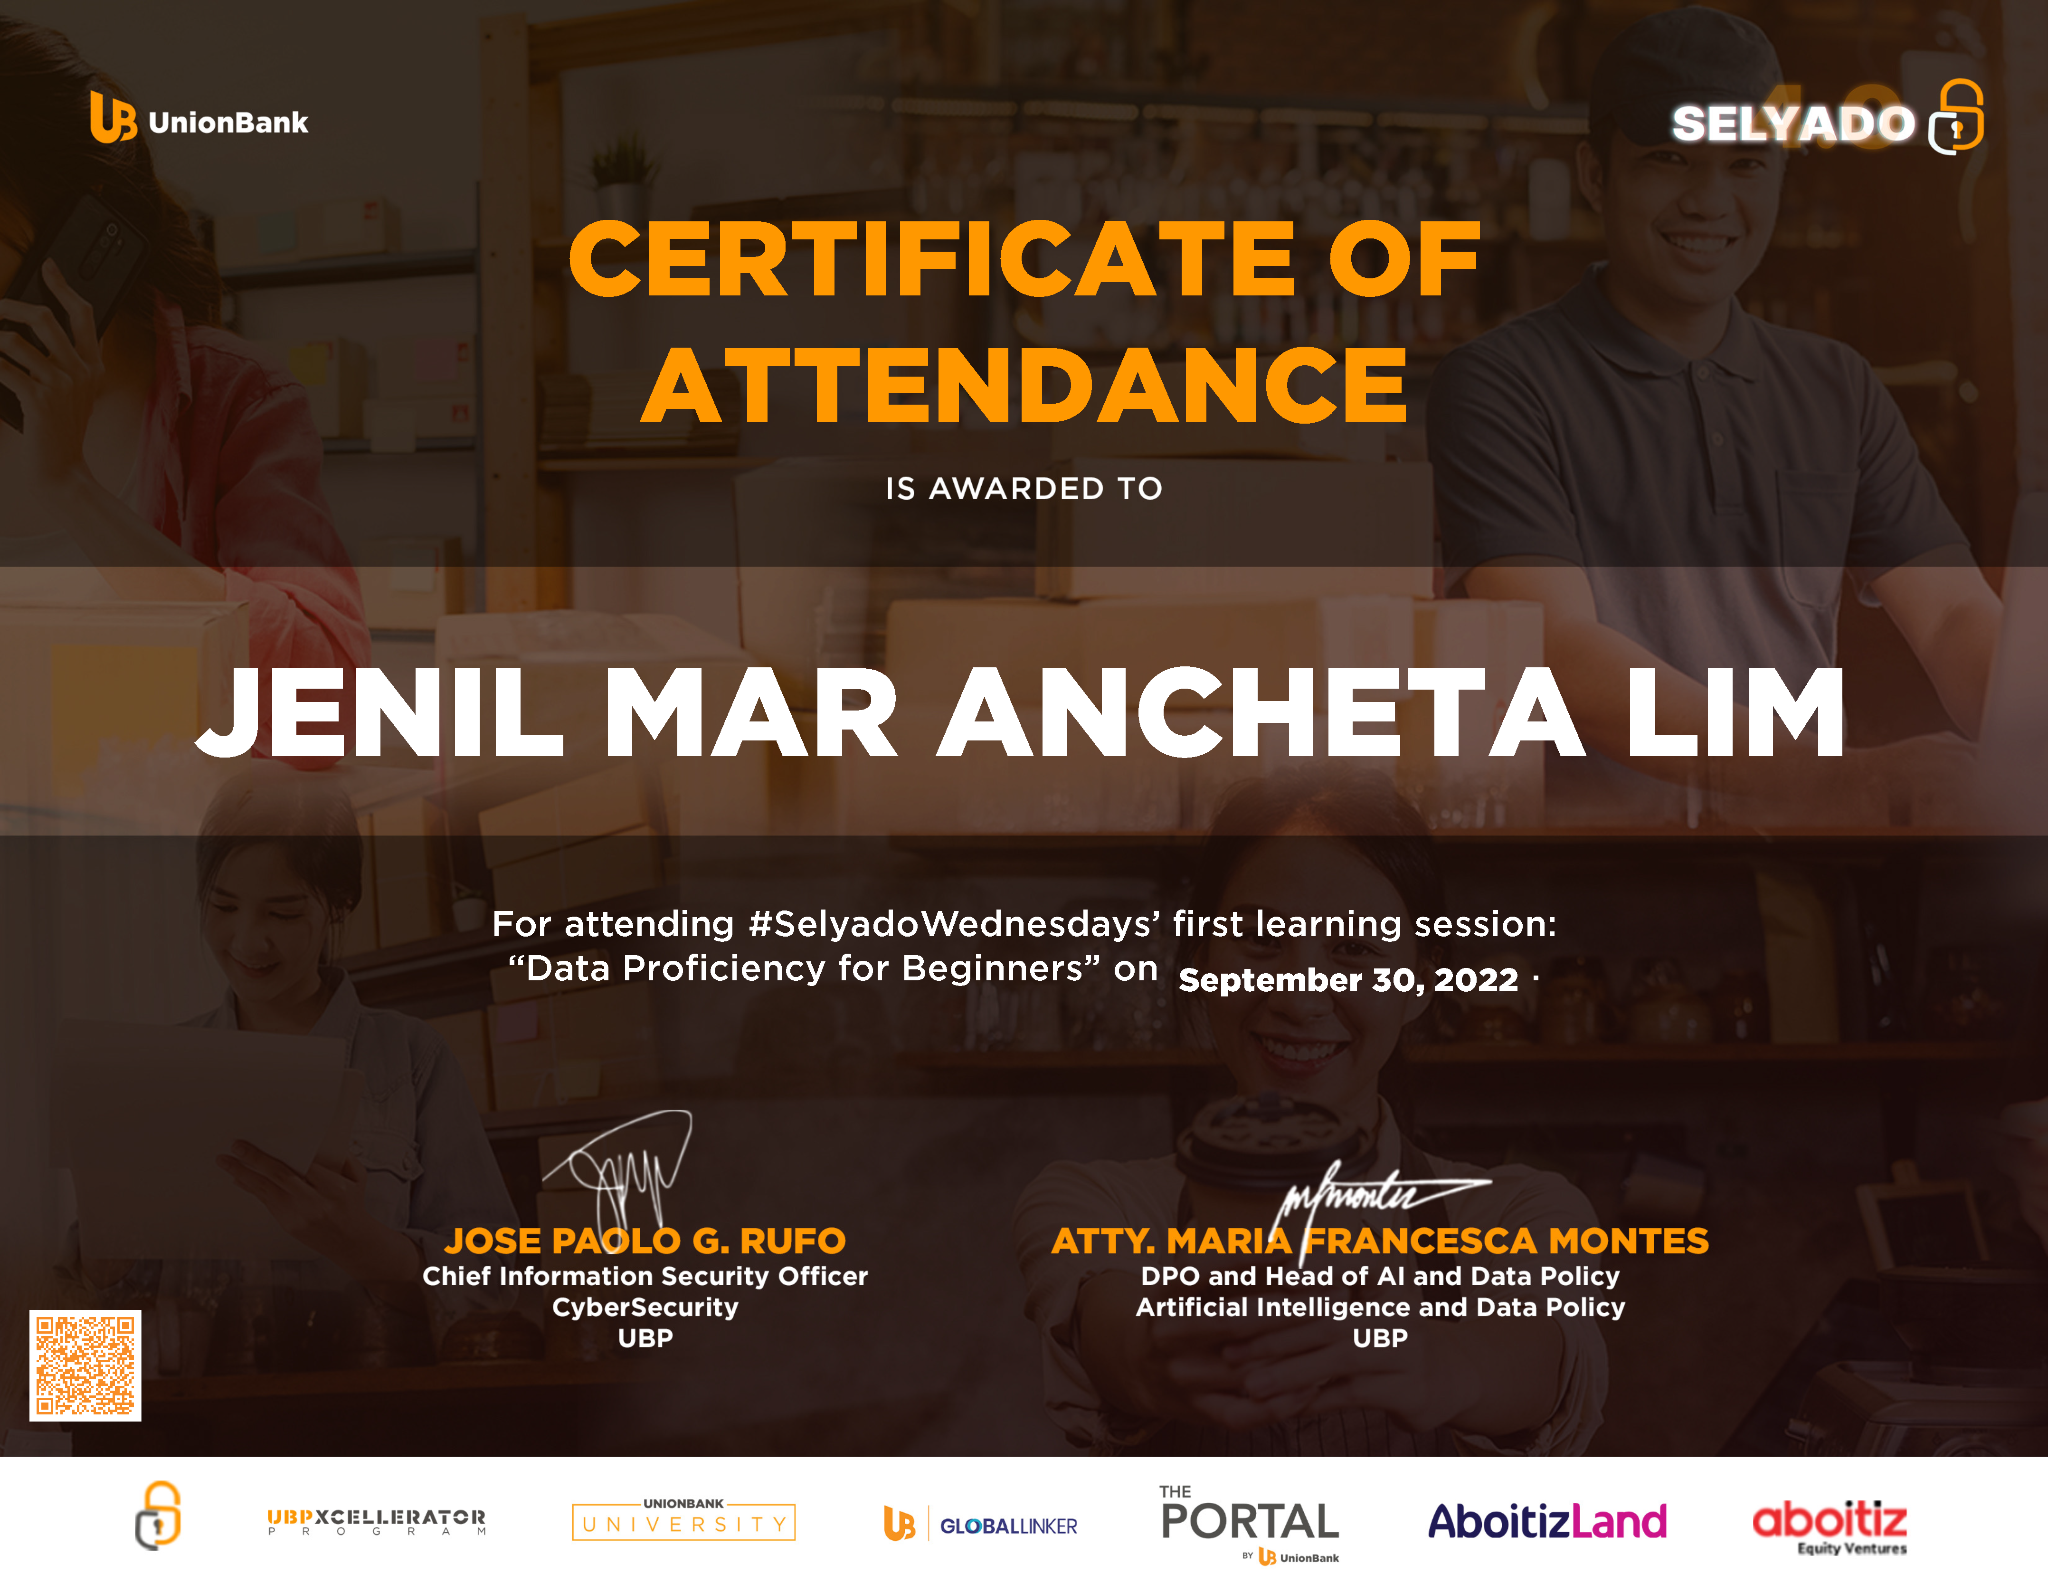 UB UnionBank
SELYADO
CERTIFICATE OF
ATTENDANCE
IS AWARDED TO
JENIL MAR ANCHETA LIM
For attending #SelyadoWednesdays’ first learning session:
“Data Proficiency for Beginners” on September 30, 2022 .
JOSE PAOLO G. RUFO
Chief Information Security Officer
CyberSecurity
UBP
ATTY. MARIA FRANCESCA MONTES
DPO and Head of AI and Data Policy
Artificial Intelligence and Data Policy
UBP
UBPXCELLERATOR
PROGRAM
UNIONBANK
UNIVERSITY
UB GLOBALLINKER
THE
PORTAL
BY UB UnionBank
AboitizLand
aboitiz
Equity Ventures